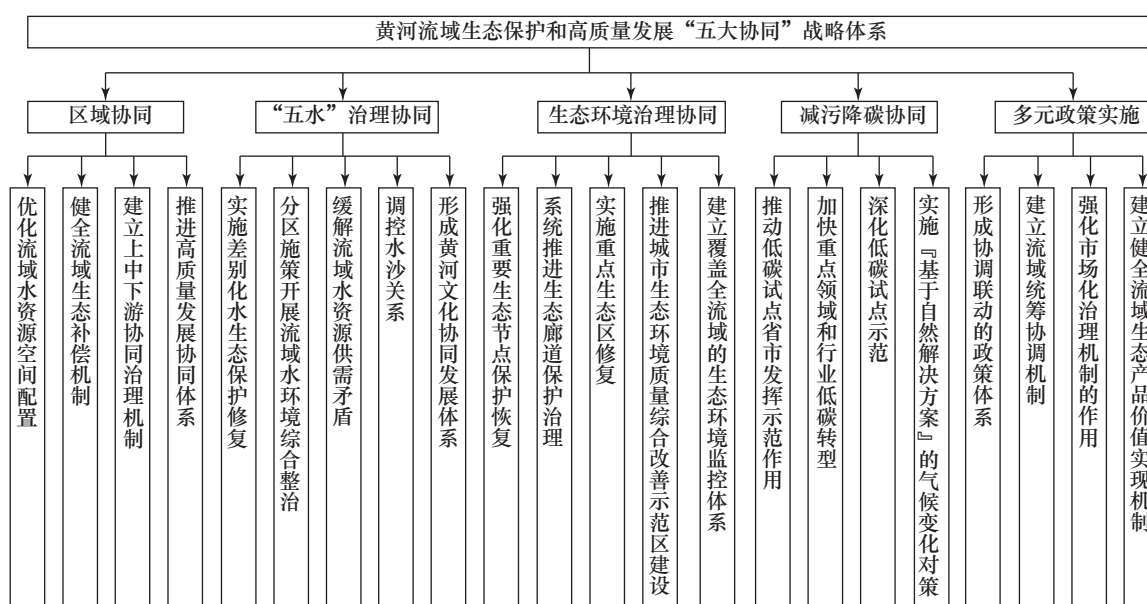 黄河流域生态保护和高质量发展“五大协同”战略体系
区域协同
“五水”治理协同
生态环境治理协同
减污降碳协同
多元政策实施
优化流域水资源空间配置
健全流域生态补偿机制
建立上中下游协同治理机制
推进高质量发展协同体系
实施差别化水生态保护修复
分区施策开展流域水环境综合整治
缓解流域水资源供需矛盾
调控水沙关系
形成黄河文化协同发展体系
强化重要生态节点保护恢复
系统推进生态廊道保护治理
实施重点生态区修复
推进城市生态环境质量综合改善示范区建设
建立覆盖全流域的生态环境监控体系
推动低碳试点省市发挥示范作用
加快重点领域和行业低碳转型
深化低碳试点示范
实施『基于自然解决方案』的气候变化对策
形成协调联动的政策体系
建立流域统筹协调机制
强化市场化治理机制的作用
建立健全流域生态产品价值实现机制